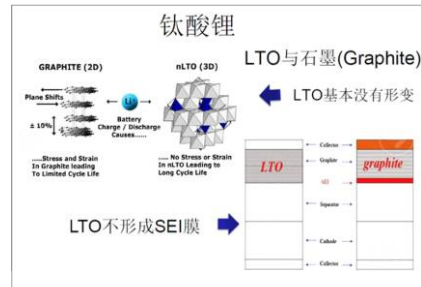 钛酸锂
LTO与石墨(Graphite)
GRAPHITE (2D)
nLTO (3D)
Plane Shifts
Li
± 10%
Battery
Charge / Discharge
Causes...
.....Stress and Strain
In Graphite leading
To Limited Cycle Life
..... No Stress or Strain
In nLTO Leading to
Long Cycle Life
LTO基本没有形变
LTO不形成SEI膜
LTO
graphite
Collector
Graphite
SEI
Separator
Cathode
Collector